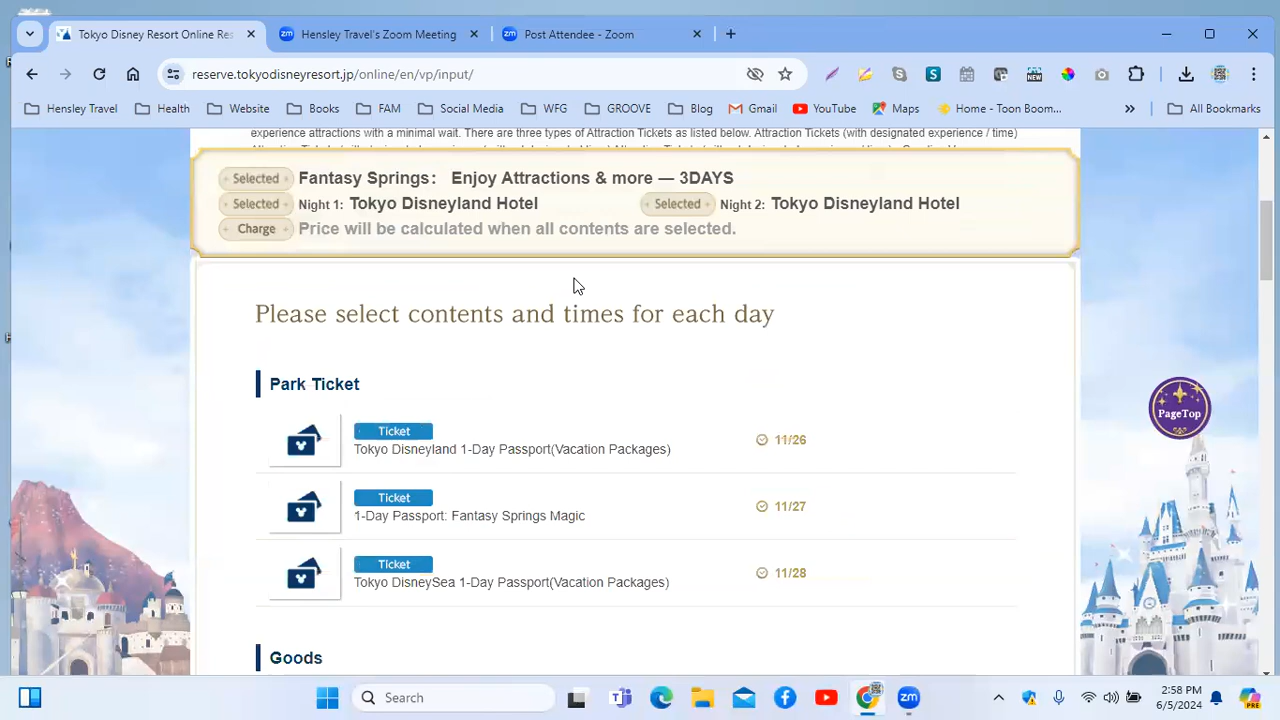 Tokyo Disney Resort Online Res
Hensley Travel's Zoom Meeting
Post Attendee - Zoom
reserve.tokyodisneyresort.jp/online/en/vp/input/
Hensley Travel
Health
Website
Books
FAM
Social Media
WFG
GROOVE
Blog
Gmail
YouTube
Maps
Home - Toon Boom...
All Bookmarks
experience attractions with a minimal wait. There are three types of Attraction Tickets as listed below. Attraction Tickets (with designated experience / time)
Selected Fantasy Springs: Enjoy Attractions & more — 3DAYS
Selected Night 1: Tokyo Disneyland Hotel Selected Night 2: Tokyo Disneyland Hotel
Charge Price will be calculated when all contents are selected.
Please select contents and times for each day
Park Ticket
Ticket
Tokyo Disneyland 1-Day Passport(Vacation Packages) 11/26
Ticket
1-Day Passport: Fantasy Springs Magic 11/27
Ticket
Tokyo DisneySea 1-Day Passport(Vacation Packages) 11/28
Goods
PageTop
Search
2:58 PM
6/5/2024